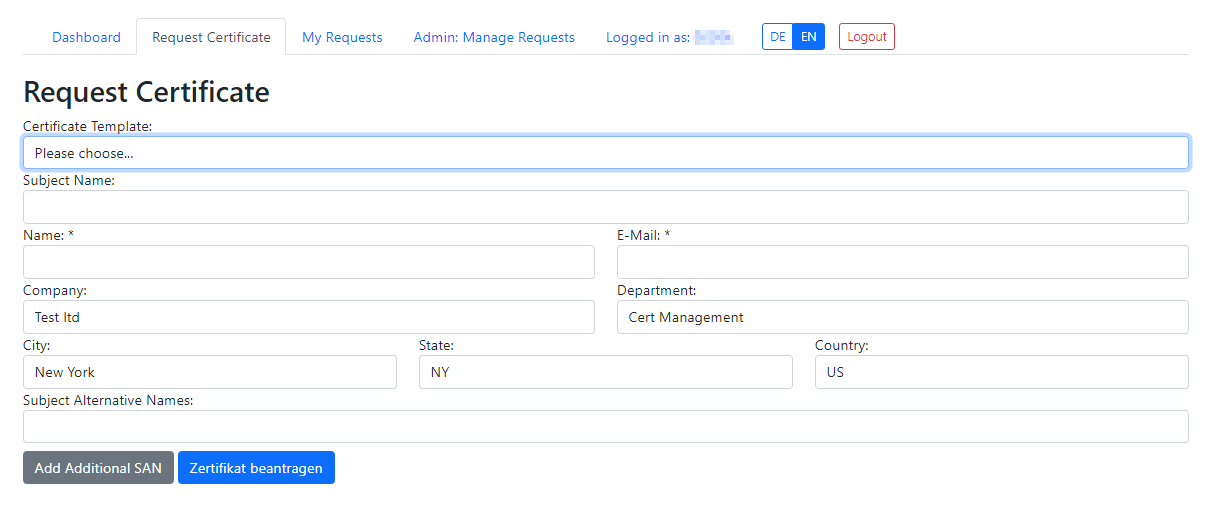 Dashboard Request Certificate My Requests Admin: Manage Requests Logged in as: DE EN Logout
Request Certificate
Certificate Template:
Please choose...
Subject Name:
Name: * E-Mail: *
Company: Department:
Test ltd Cert Management
City: State: Country:
New York NY US
Subject Alternative Names:
Add Additional SAN Zertifikat beantragen